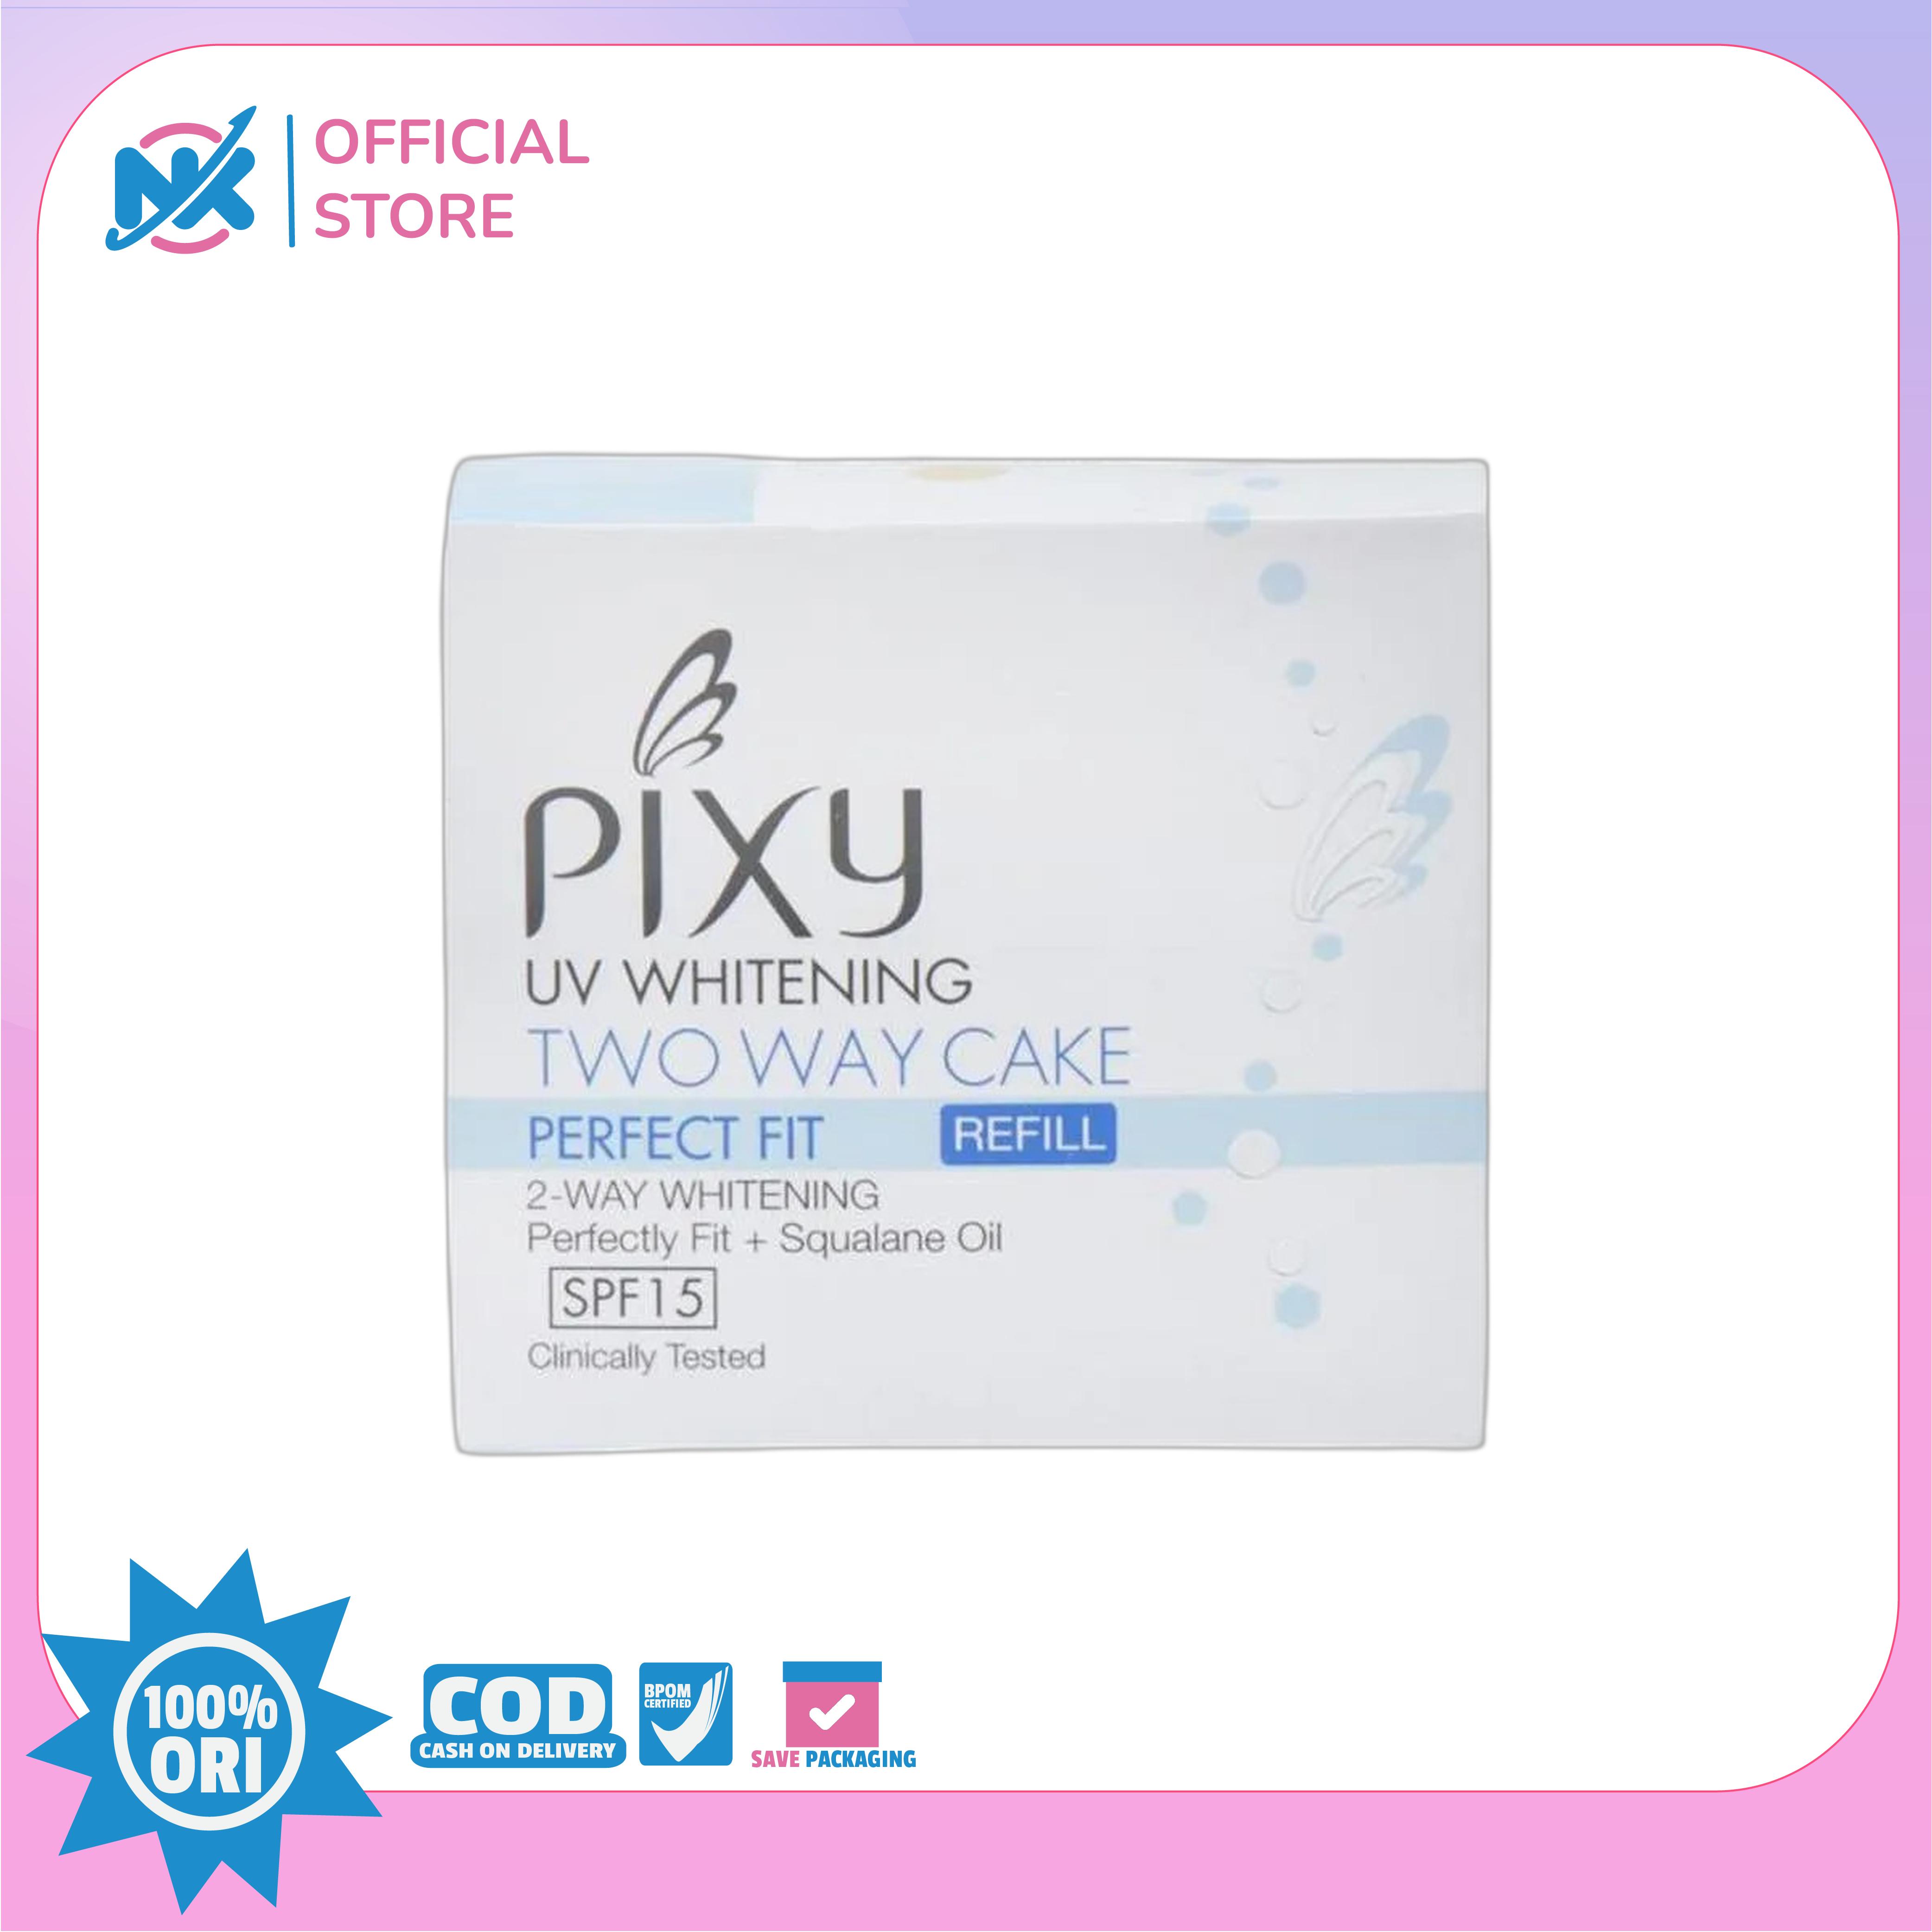 NK
OFFICIAL
STORE
PIXY
UV WHITENING
TWO WAY CAKE
PERFECT FIT REFILL
2-WAY WHITENING
Perfectly Fit + Squalane Oil
SPF15
Clinically Tested
100%
ORI
COD
CASH ON DELIVERY
BPOM
CERTIFIED
SAVE PACKAGING